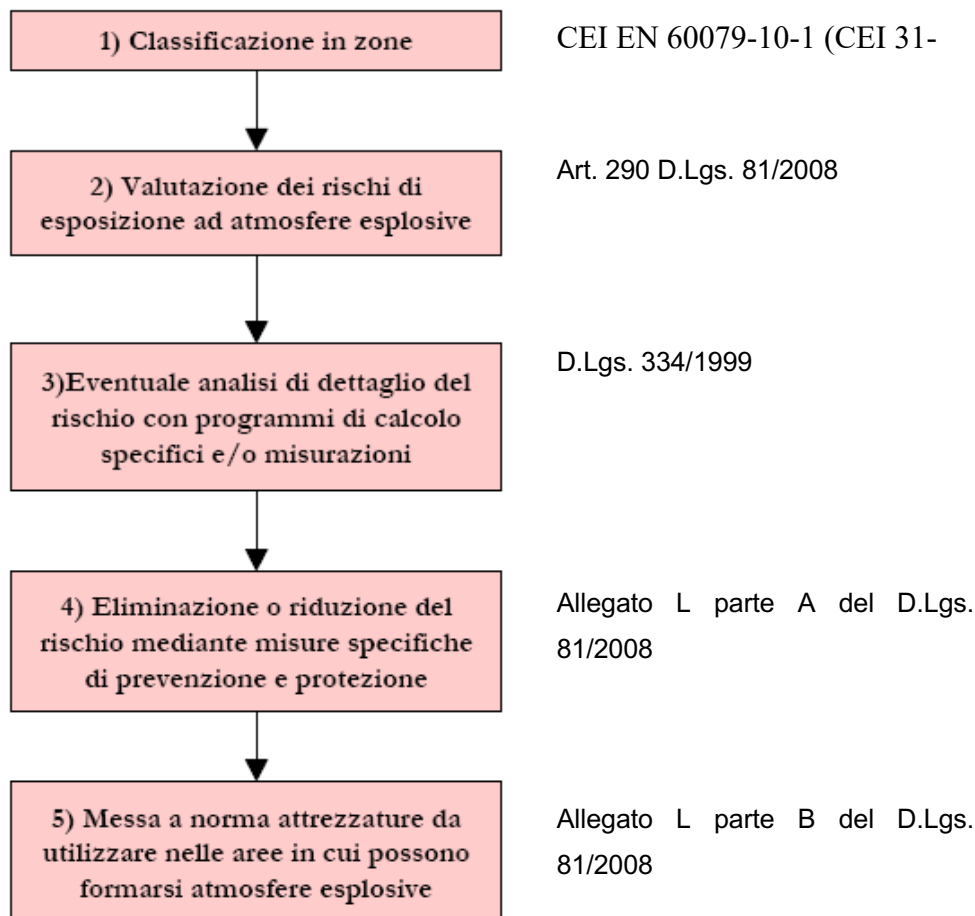 1) Classificazione in zone
CEI EN 60079-10-1 (CEI 31-
2) Valutazione dei rischi di
esposizione ad atmosfere esplosive
Art. 290 D.Lgs. 81/2008
3)Eventuale analisi di dettaglio del
rischio con programmi di calcolo
specifici e/o misurazioni
D.Lgs. 334/1999
4) Eliminazione o riduzione del
rischio mediante misure specifiche
di prevenzione e protezione
Allegato L parte A del D.Lgs.
81/2008
5) Messa a norma attrezzature da
utilizzare nelle aree in cui possono
formarsi atmosfere esplosive
Allegato L parte B del D.Lgs.
81/2008